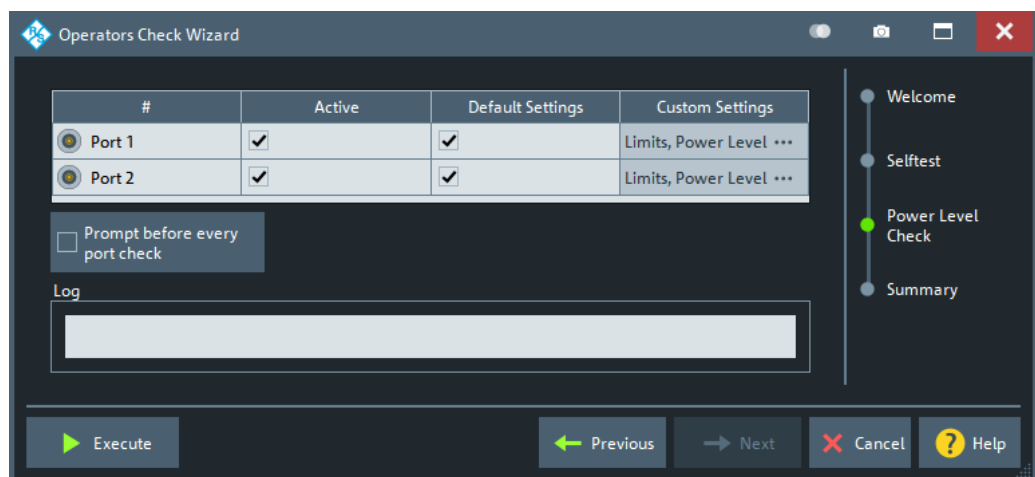 Operators Check Wizard
# Active Default Settings Custom Settings
Port 1 Limits, Power Level ...
Port 2 Limits, Power Level ...
Prompt before every
port check
Log
Welcome
Selftest
Power Level
Check
Summary
Execute Previous Next Cancel ? Help